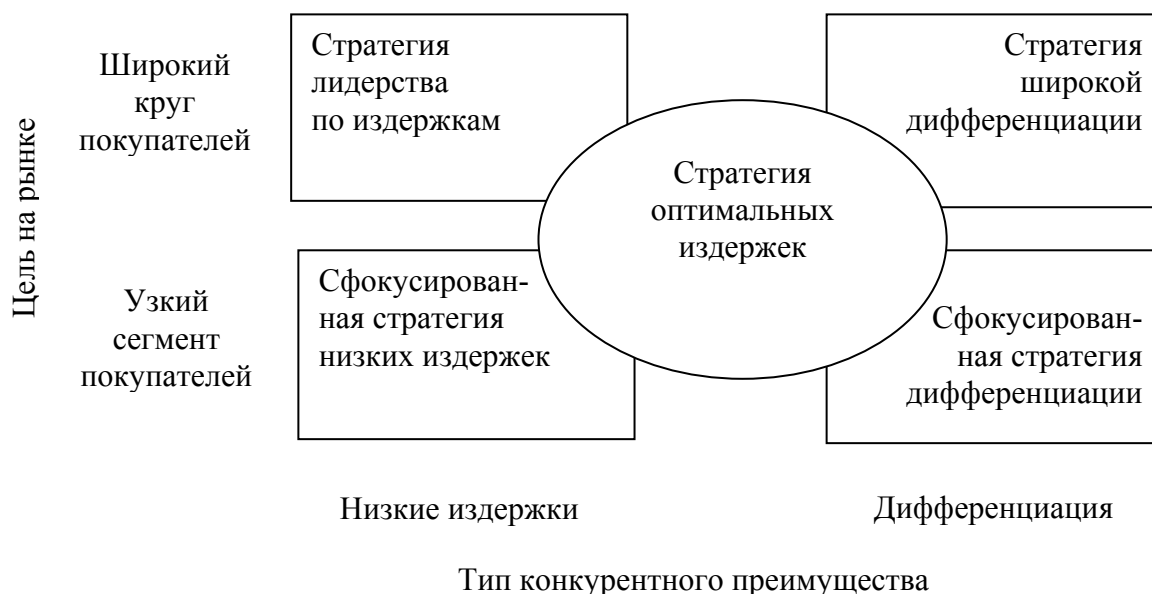 Цель на рынке
Широкий
круг
покупателей
Стратегия
лидерства
по издержкам
Стратегия
широкой
дифференциации
Стратегия
оптимальных
издержек
Узкий
сегмент
покупателей
Сфокусирован-
ная стратегия
низких издержек
Сфокусирован-
ная стратегия
дифференциации
Низкие издержки
Дифференциация
Тип конкурентного преимущества